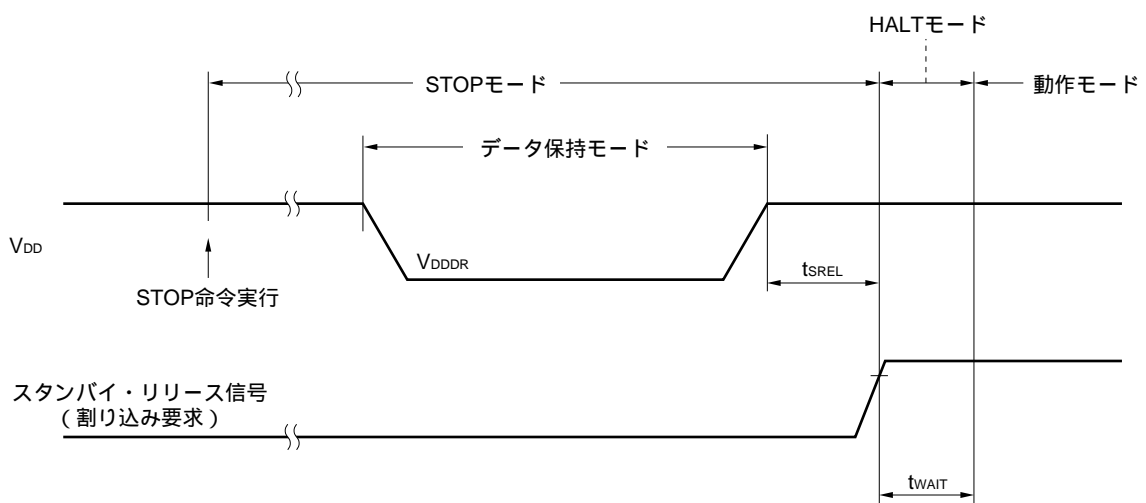 HALTモード
STOPモード
動作モード
データ保持モード
VDD
VDDDR
tSREL
STOP命令実行
スタンバイ・リリース信号
(割り込み要求)
tWAIT